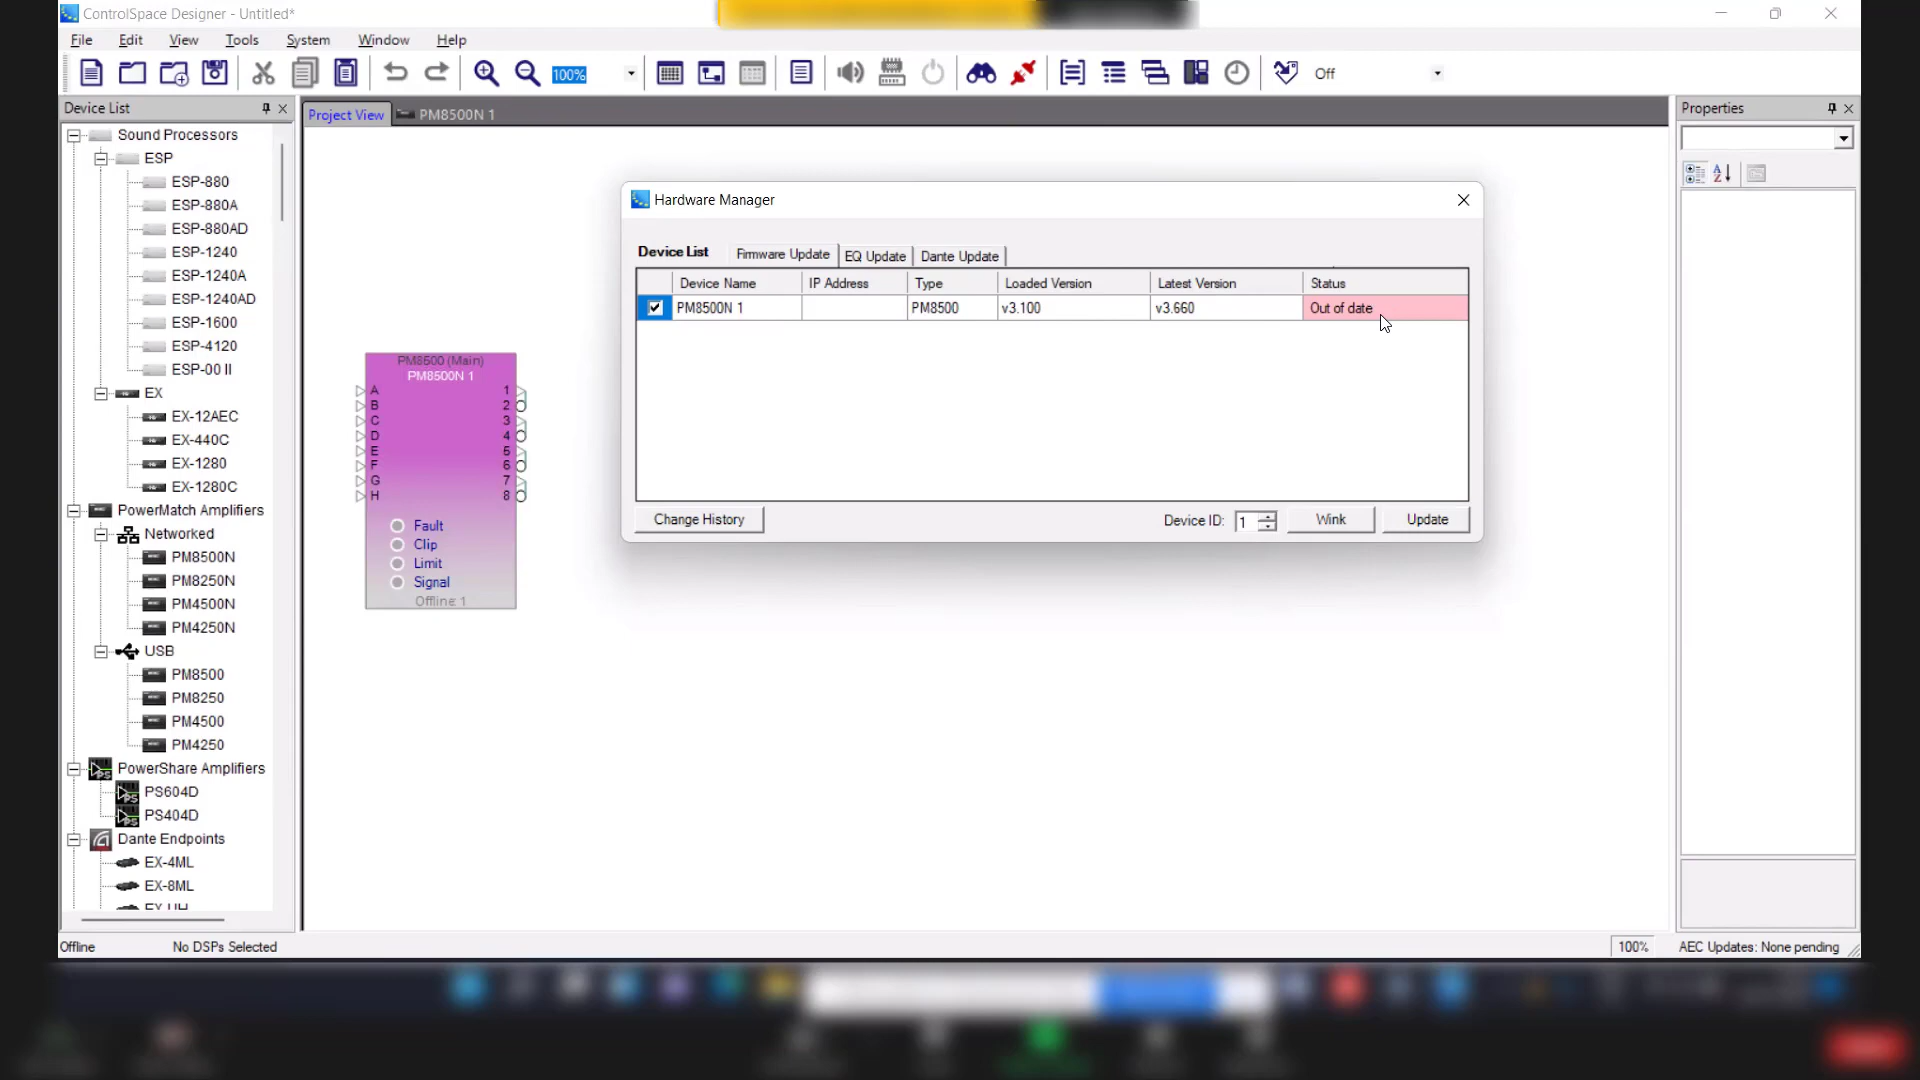 ControlSpace Designer - Untitled*
File Edit View Tools System Window Help
100% Off
Device List
Sound Processors
ESP
ESP-880
ESP-880A
ESP-880AD
ESP-1240
ESP-1240A
ESP-1240AD
ESP-1600
ESP-4120
ESP-00 II
EX
EX-12AEC
EX-440C
EX-1280
EX-1280C
PowerMatch Amplifiers
Networked
PM8500N
PM8250N
PM4500N
PM4250N
USB
PM8500
PM8250
PM4500
PM4250
PowerShare Amplifiers
PS604D
PS404D
Dante Endpoints
EX-4ML
EX-8ML
Project View PM8500N 1
PM8500 (Main)
PM8500N 1
A 1
B 2
C 3
D 4
E 5
F 6
G 7
H 8
Fault
Clip
Limit
Signal
Offline: 1
Hardware Manager
Device List Firmware Update EQ Update Dante Update
Device Name IP Address Type Loaded Version Latest Version Status
PM8500N 1 PM8500 v3.100 v3.660 Out of date
Change History Device ID: 1 Wink Update
Properties
Offline No DSPs Selected 100% AEC Updates: None pending